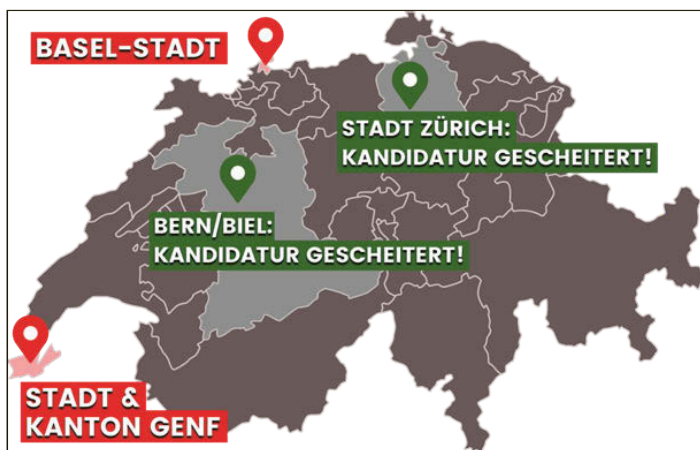 BASEL-STADT
STADT ZÜRICH:
KANDIDATUR GESCHEITERT!
BERN/BIEL:
KANDIDATUR GESCHEITERT!
STADT &
KANTON GENF